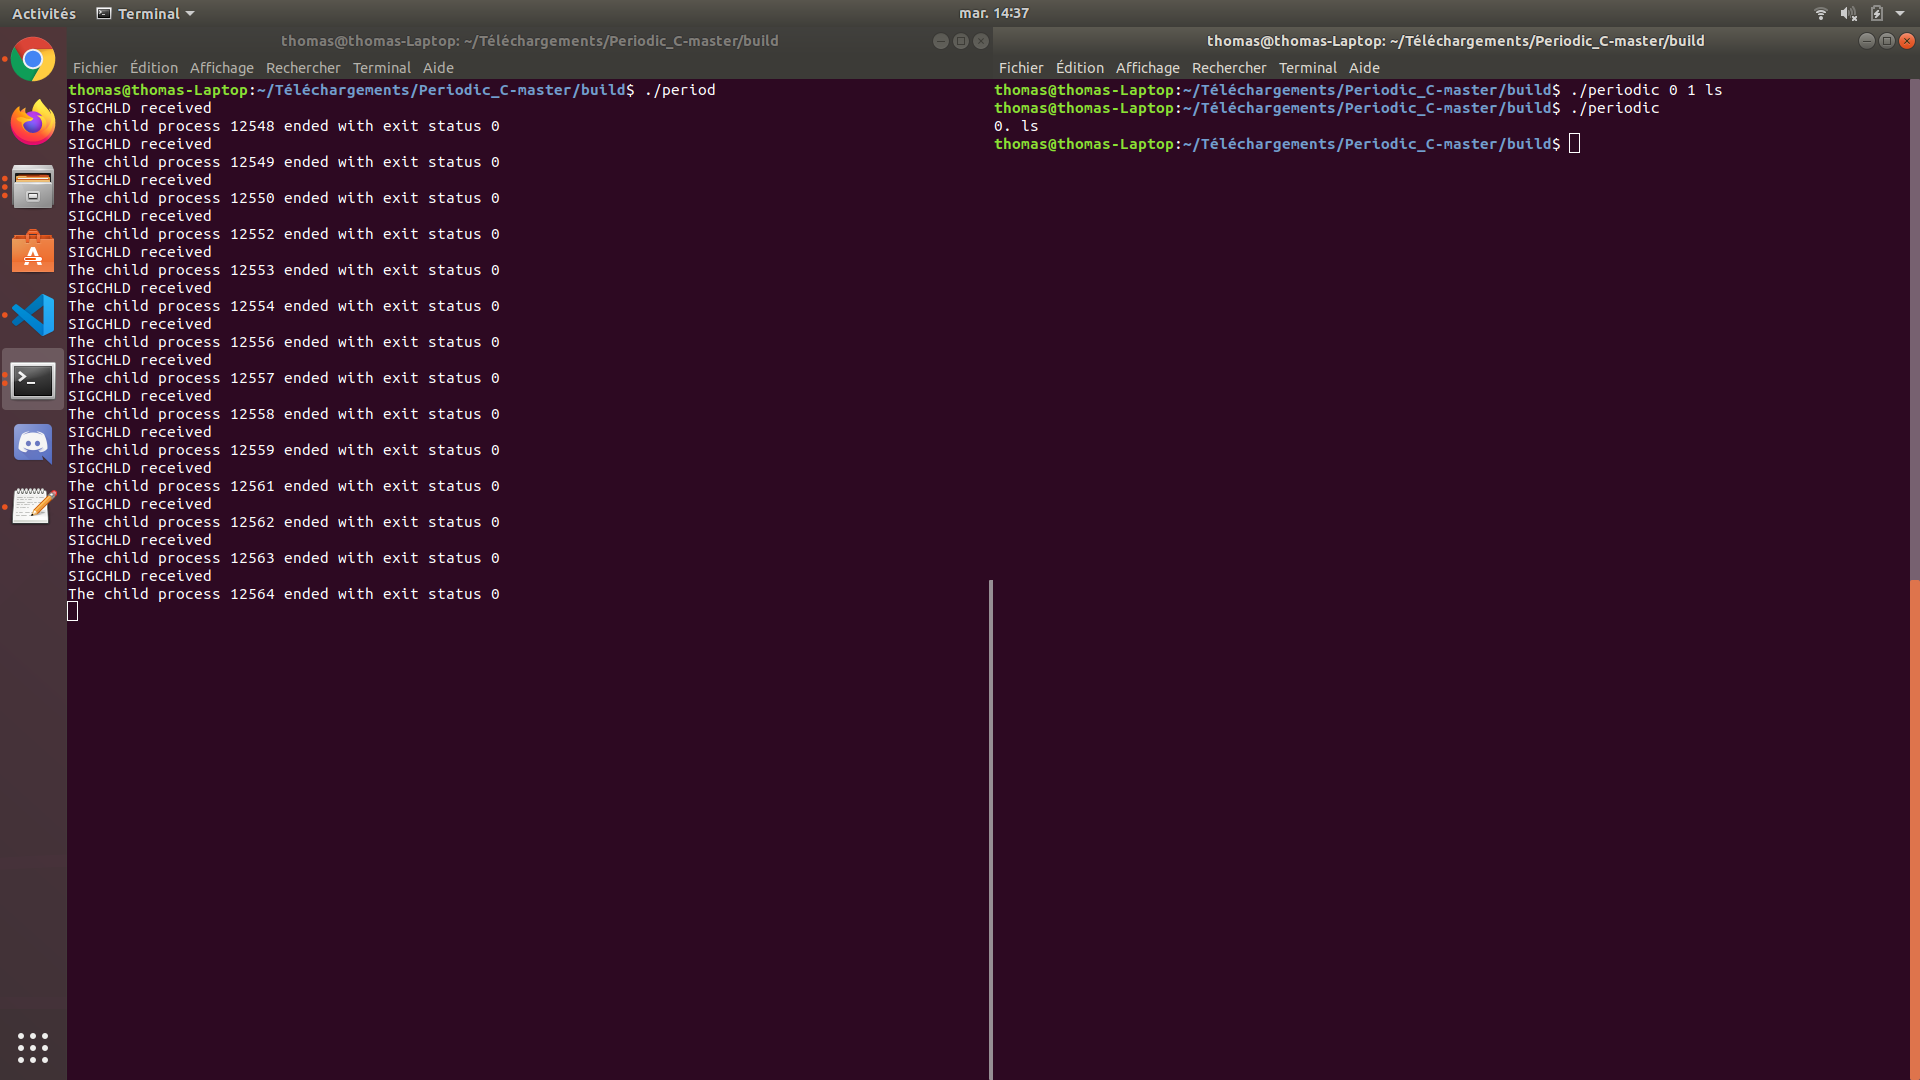 Activités Terminal mar. 14:37
thomas@thomas-Laptop: ~/Téléchargements/Periodic_C-master/build
Fichier Édition Affichage Rechercher Terminal Aide
thomas@thomas-Laptop:~/Téléchargements/Periodic_C-master/build$ ./period
SIGCHLD received
The child process 12548 ended with exit status 0
SIGCHLD received
The child process 12549 ended with exit status 0
SIGCHLD received
The child process 12550 ended with exit status 0
SIGCHLD received
The child process 12552 ended with exit status 0
SIGCHLD received
The child process 12553 ended with exit status 0
SIGCHLD received
The child process 12554 ended with exit status 0
SIGCHLD received
The child process 12556 ended with exit status 0
SIGCHLD received
The child process 12557 ended with exit status 0
SIGCHLD received
The child process 12558 ended with exit status 0
SIGCHLD received
The child process 12559 ended with exit status 0
SIGCHLD received
The child process 12561 ended with exit status 0
SIGCHLD received
The child process 12562 ended with exit status 0
SIGCHLD received
The child process 12563 ended with exit status 0
SIGCHLD received
The child process 12564 ended with exit status 0
thomas@thomas-Laptop: ~/Téléchargements/Periodic_C-master/build
Fichier Édition Affichage Rechercher Terminal Aide
thomas@thomas-Laptop:~/Téléchargements/Periodic_C-master/build$ ./periodic 0 1 ls
thomas@thomas-Laptop:~/Téléchargements/Periodic_C-master/build$ ./periodic
0. ls
thomas@thomas-Laptop:~/Téléchargements/Periodic_C-master/build$